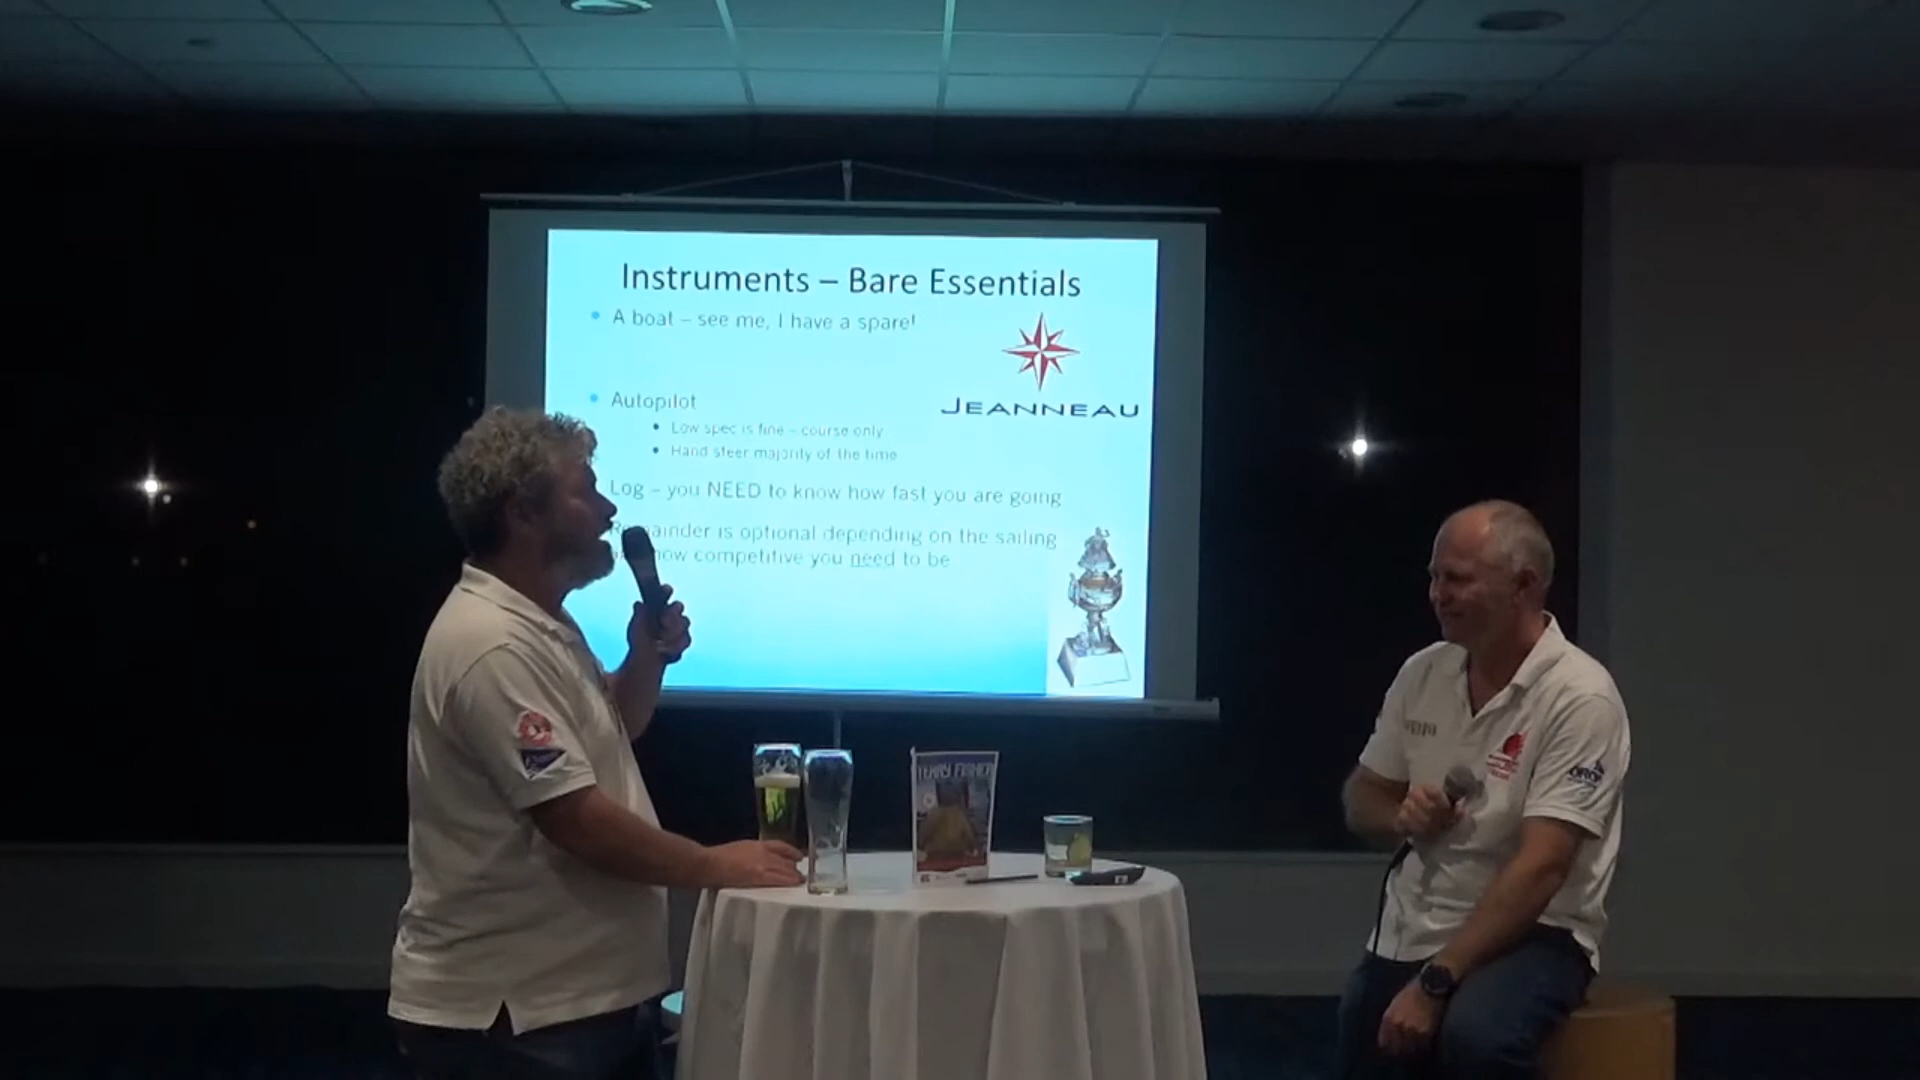 Instruments – Bare Essentials
A boat – see me, I have a spare!
JEANNEAU
Autopilot
Low spec is fine – course only
Hand steer majority of the time
Log – you NEED to know how fast you are going
is optional depending on the sailing
how competitive you need to be
TERRY